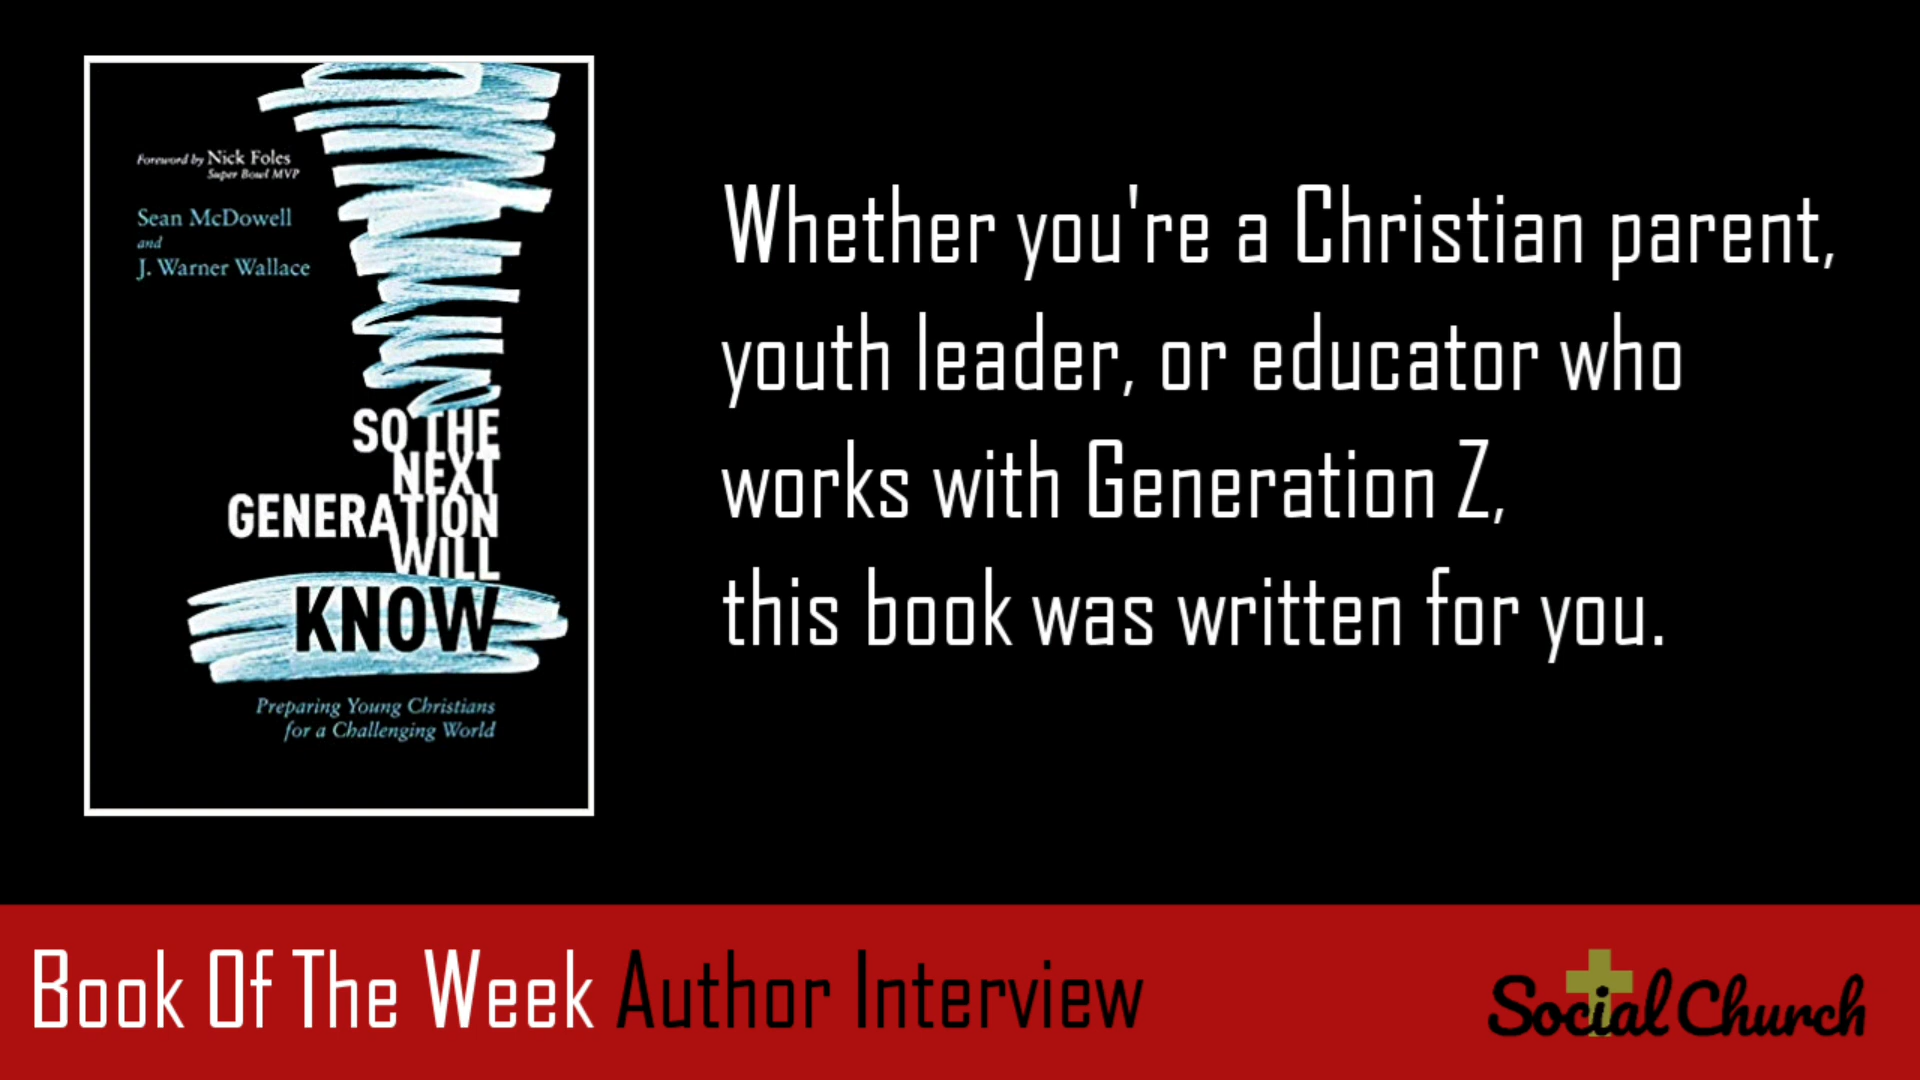 Foreword by Nick Foles
Super Bowl MVP
Sean McDowell
and
J. Warner Wallace
SO THE
NEXT
GENERATION
WILL
KNOW
Preparing Young Christians
for a Challenging World
Whether you're a Christian parent,
youth leader, or educator who
works with Generation Z,
this book was written for you.
Book Of The Week Author Interview
Social Church